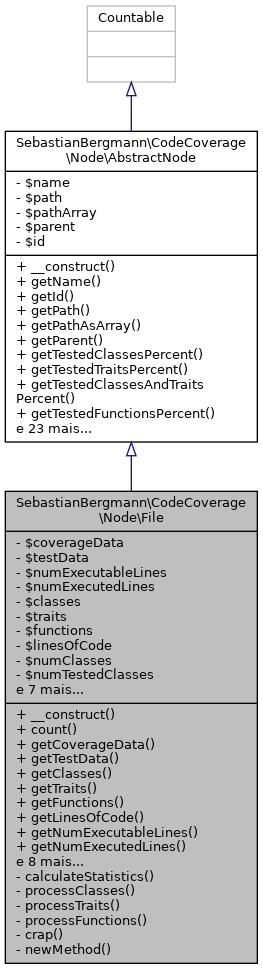 Countable
SebastianBergmann\CodeCoverage
\Node\AbstractNode
- $name
- $path
- $pathArray
- $parent
- $id
+ __construct()
+ getName()
+ getId()
+ getPath()
+ getPathAsArray()
+ getParent()
+ getTestedClassesPercent()
+ getTestedTraitsPercent()
+ getTestedClassesAndTraits
Percent()
+ getTestedFunctionsPercent()
e 23 mais...
SebastianBergmann\CodeCoverage
\Node\File
- $coverageData
- $testData
- $numExecutableLines
- $numExecutedLines
- $classes
- $traits
- $functions
- $linesOfCode
- $numClasses
- $numTestedClasses
e 7 mais...
+ __construct()
+ count()
+ getCoverageData()
+ getTestData()
+ getClasses()
+ getTraits()
+ getFunctions()
+ getLinesOfCode()
+ getNumExecutableLines()
+ getNumExecutedLines()
e 8 mais...
- calculateStatistics()
- processClasses()
- processTraits()
- processFunctions()
- crap()
- newMethod()